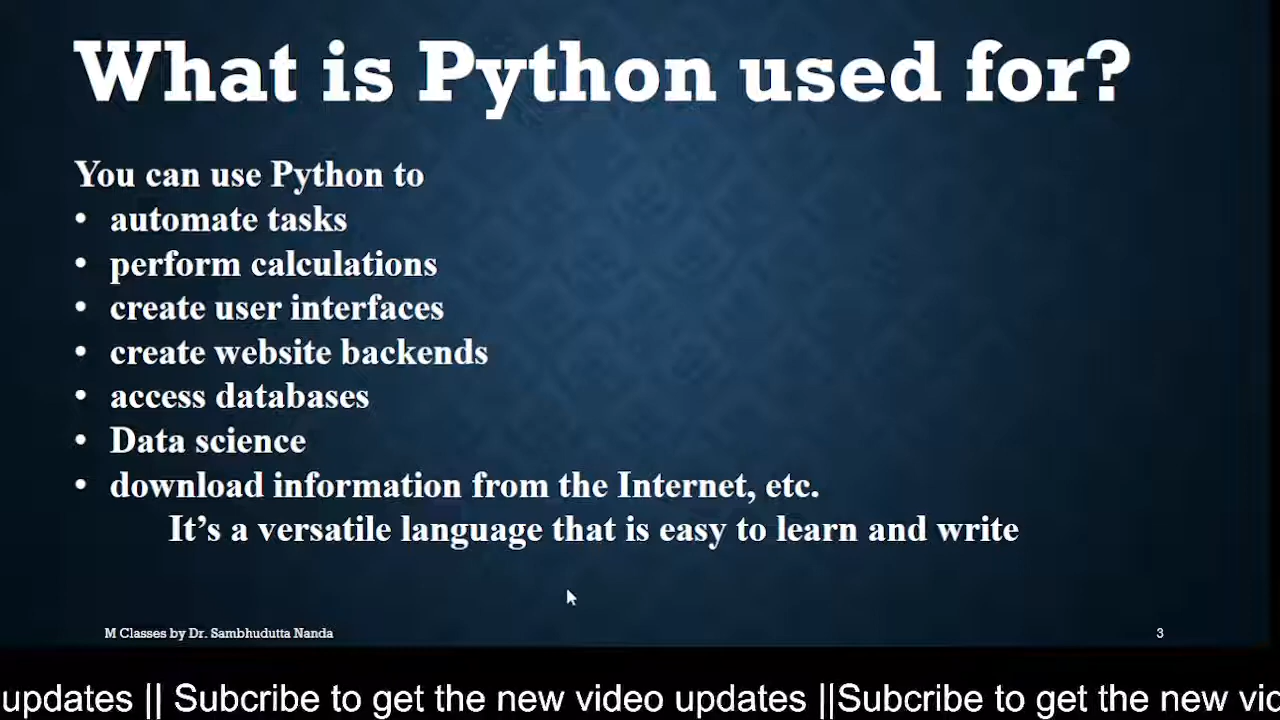 What is Python used for?
You can use Python to
• automate tasks
• perform calculations
• create user interfaces
• create website backends
• access databases
• Data science
• download information from the Internet, etc.
It’s a versatile language that is easy to learn and write
M Classes by Dr. Sambhudutta Nanda
3
updates || Subcribe to get the new video updates ||Subcribe to get the new